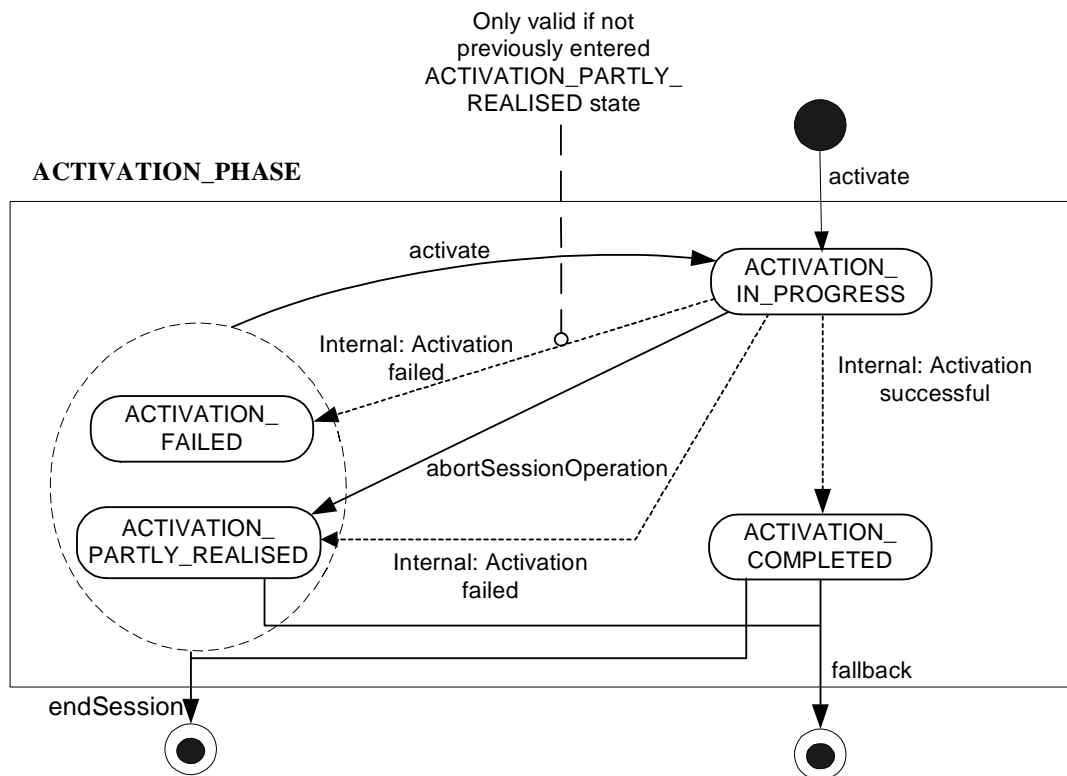 Only valid if not
previously entered
ACTIVATION_PARTLY_
REALISED state
ACTIVATION_PHASE
activate
activate
ACTIVATION_
IN_PROGRESS
Internal: Activation
failed
Internal: Activation
successful
ACTIVATION_
FAILED
abortSessionOperation
ACTIVATION_
PARTLY_REALISED
ACTIVATION_
COMPLETED
Internal: Activation
failed
fallback
endSession